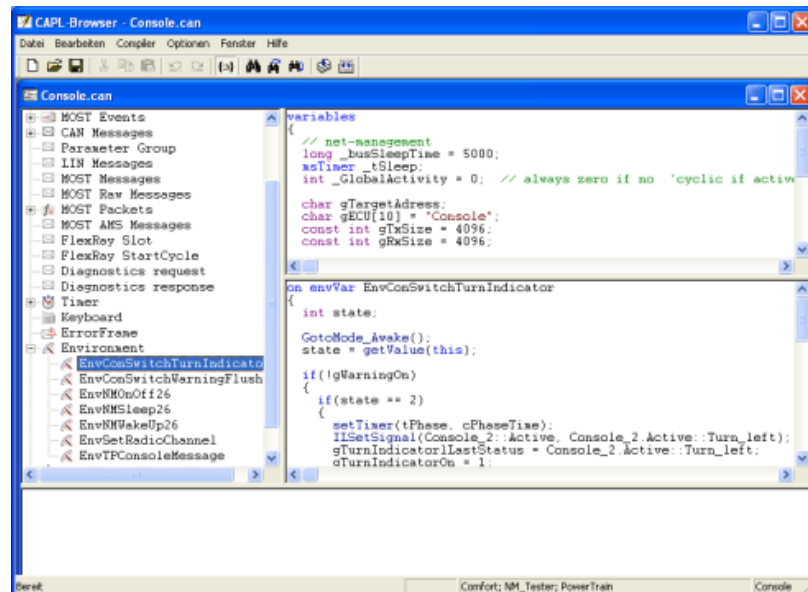 CAPL-Browser - Console.can
Datei Bearbeiten Compiler Optionen Fenster Hilfe
Console.can
MOST Events
CAN Messages
Parameter Group
LIN Messages
MOST Messages
MOST Raw Messages
MOST Packets
MOST AMS Messages
FlexRay Slot
FlexRay StartCycle
Diagnostics request
Diagnostics response
Timer
Keyboard
ErrorFrame
Environment
EnvConSwitchTurnIndicato
EnvConSwitchWarningFlush
EnvNMOnOff26
EnvNMSleep26
EnvNMWakeUp26
EnvSetRadioChannel
EnvTPConsoleMessage
variables
{
// net-management
long _busSleepTime = 5000;
msTimer _tSleep;
int _GlobalActivity = 0; // always zero if no 'cyclic if active
char gTargetAdress;
char gECU[10] = "Console";
const int gTxSize = 4096;
const int gRxSize = 4096;
on envVar EnvConSwitchTurnIndicator
{
int state;
GotoMode_Awake();
state = getValue(this);
if(!gWarningOn)
{
if(state == 2)
{
setTimer(tPhase, cPhaseTime);
ILSetSignal(Console_2::Active, Console_2.Active::Turn_left);
gTurnIndicatorlLastStatus = Console_2.Active::Turn_left;
gTurnIndicatorOn = 1;
Bereit
Comfort; NM_Tester; PowerTrain
Console